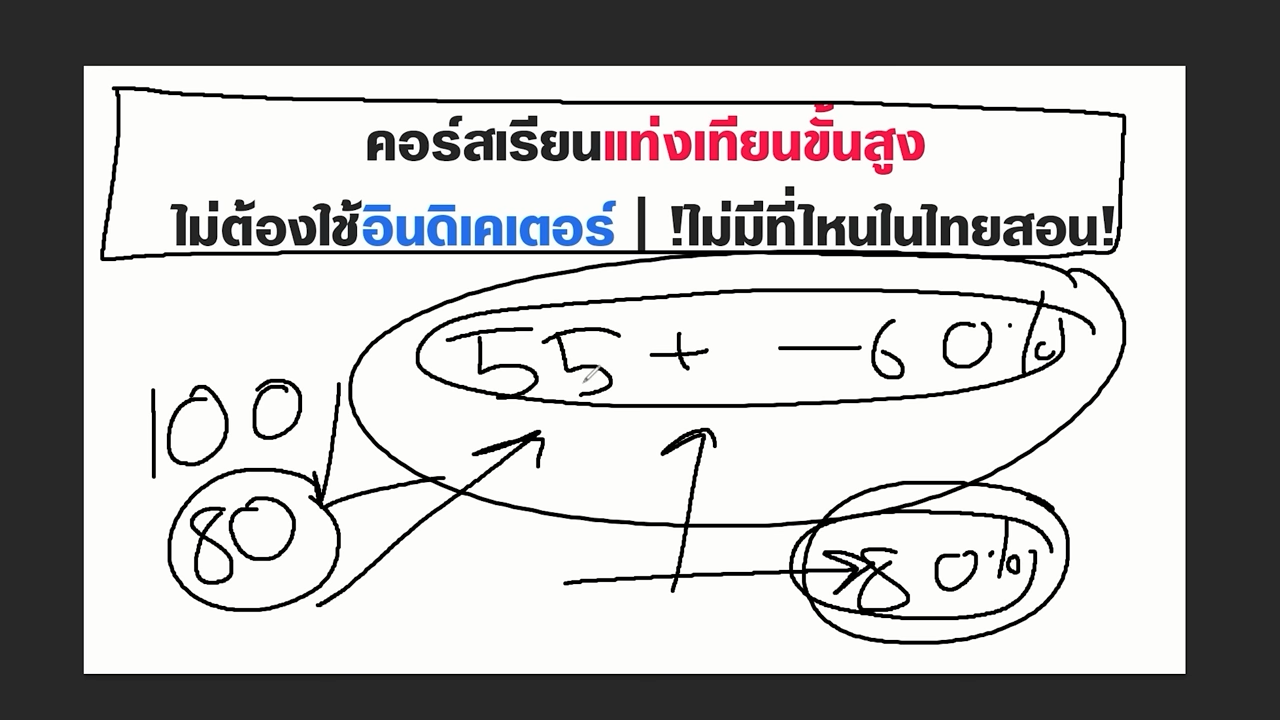 คอร์สเรียนแท่งเทียนขั้นสูง
ไม่ต้องใช้อินดิเคเตอร์ | !ไม่มีที่ไหนในไทยสอน!
55 + — 60%
100
80
80%